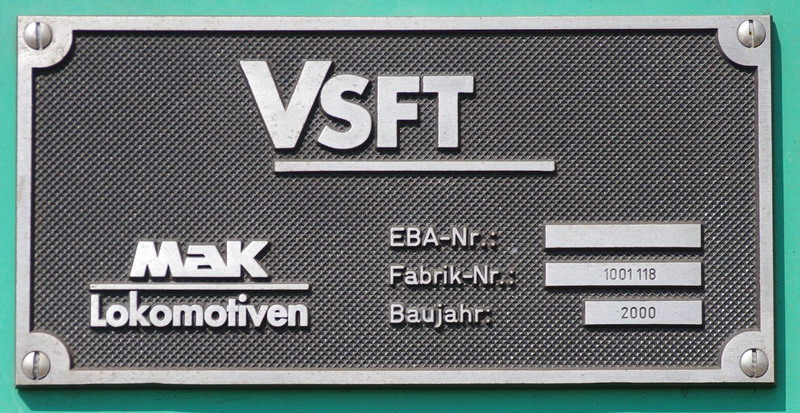 VSFT
MaK
Lokomotiven
EBA-Nr.:
Fabrik-Nr.: 1001118
Baujahr: 2000